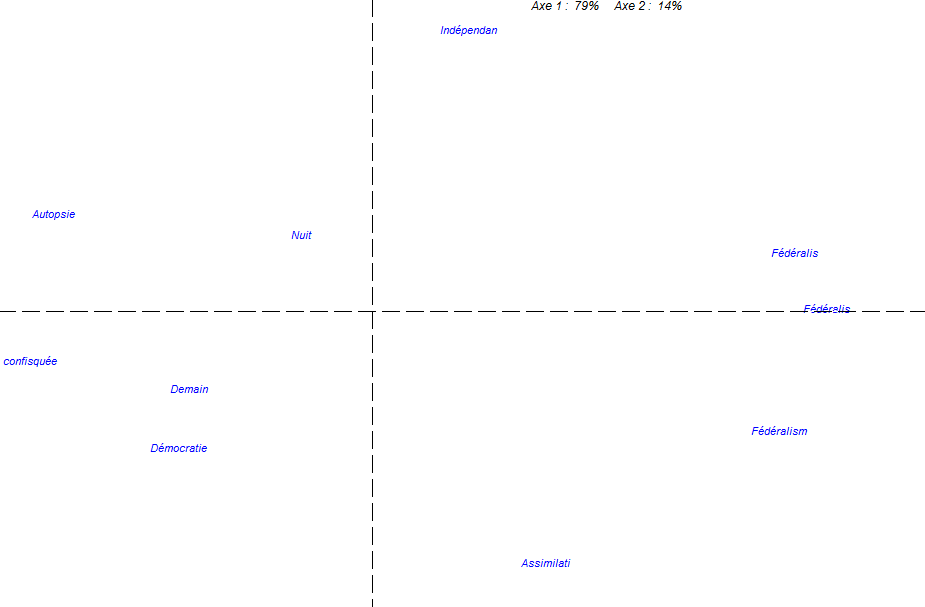 Axe 1 : 79% Axe 2 : 14%
Indépendan
Autopsie
Nuit
Fédéralis
Fédéralis
confisquée
Demain
Fédéralism
Démocratie
Assimilati